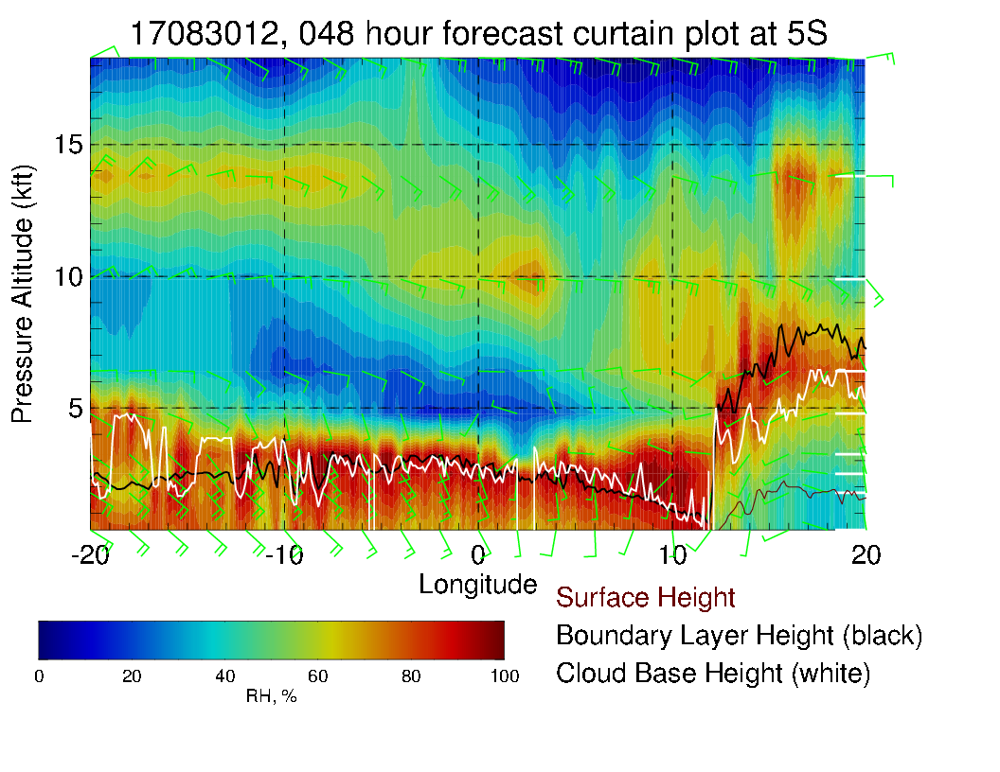 17083012, 048 hour forecast curtain plot at 5S
Pressure Altitude (kft)
15
10
5
-20 -10 0 10 20
Longitude
Surface Height
Boundary Layer Height (black)
Cloud Base Height (white)
0 20 40 60 80 100
RH, %